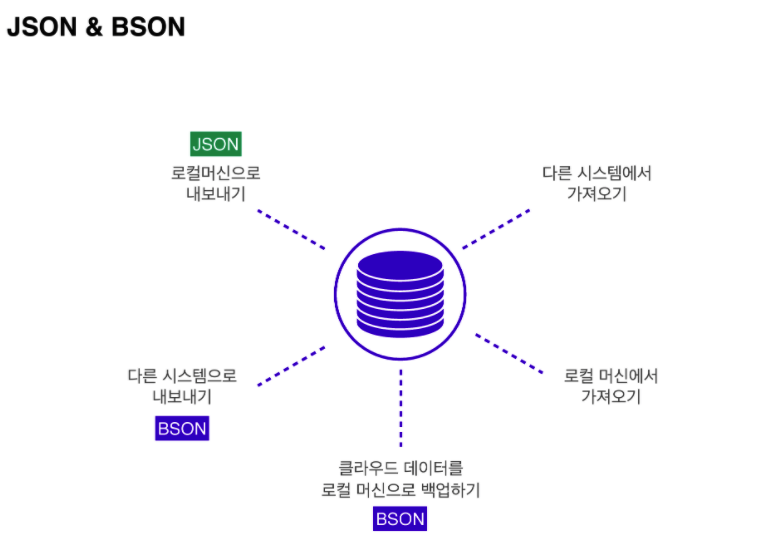 JSON & BSON
JSON
로컬머신으로
내보내기
다른 시스템에서
가져오기
다른 시스템으로
내보내기
BSON
로컬 머신에서
가져오기
클라우드 데이터를
로컬 머신으로 백업하기
BSON